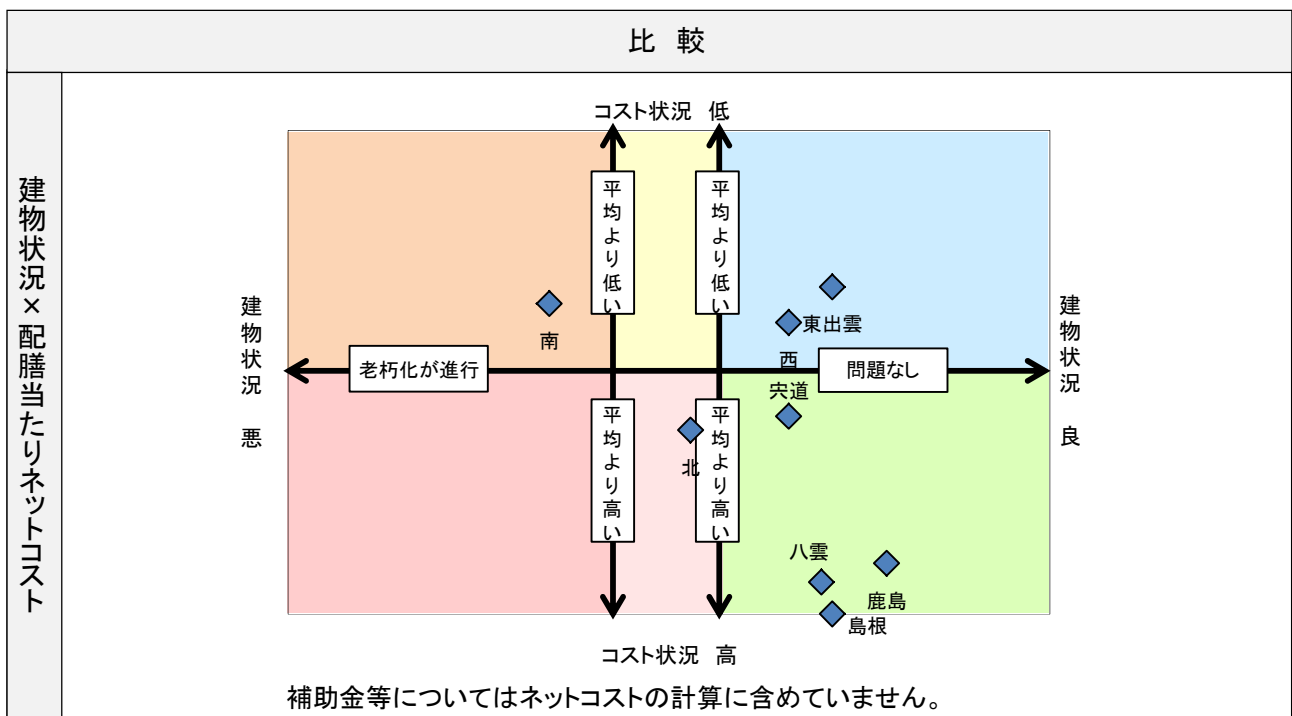 比 較
建物状況×配膳当たりネットコスト
コスト状況 低
平均より低い
平均より低い
東出雲
南
西
建物状況 悪
老朽化が進行
問題なし
建物状況 良
宍道
平均より高い
平均より高い
北
八雲
鹿島
島根
コスト状況 高
補助金等についてはネットコストの計算に含めていません。